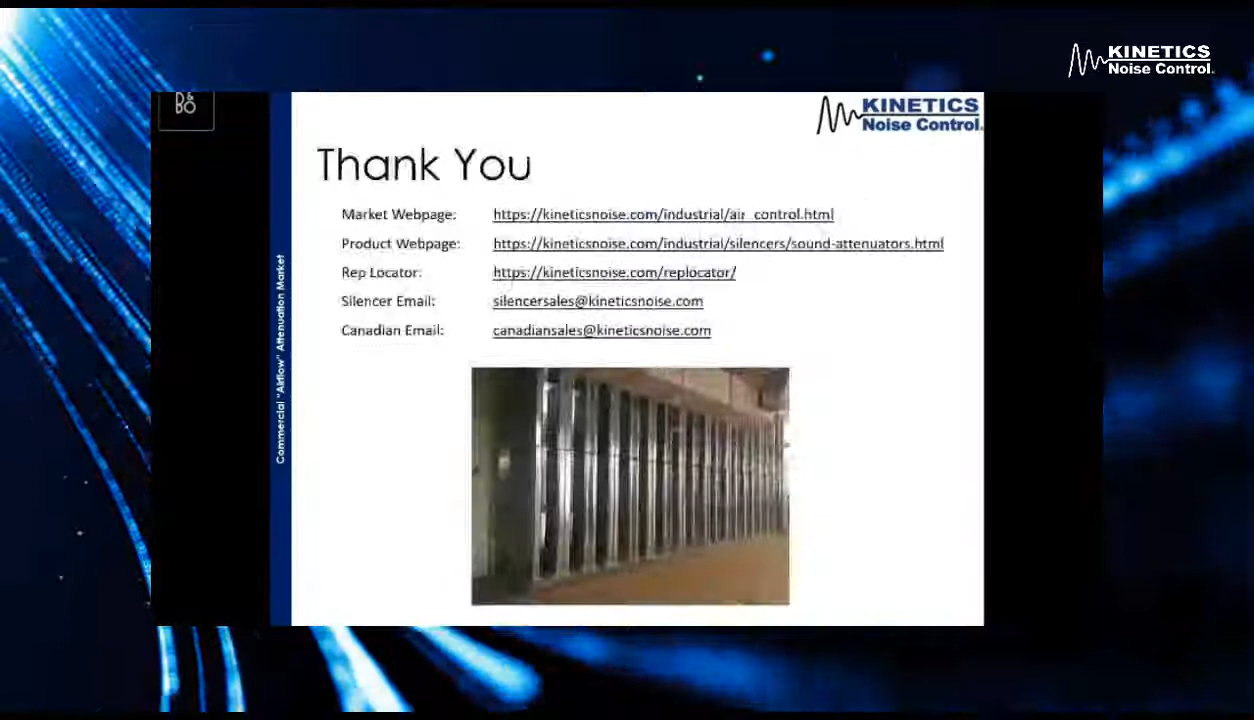 KINETICS
Noise Control.
B&
O
KINETICS
Noise Control.
Thank You
Market Webpage: https://kineticsnoise.com/industrial/air_control.html
Product Webpage: https://kineticsnoise.com/industrial/silencers/sound-attenuators.html
Rep Locator: https://kineticsnoise.com/replocator/
Silencer Email: silencersales@kineticsnoise.com
Canadian Email: canadiansales@kineticsnoise.com
Commercial "Airflow" Attenuation Market